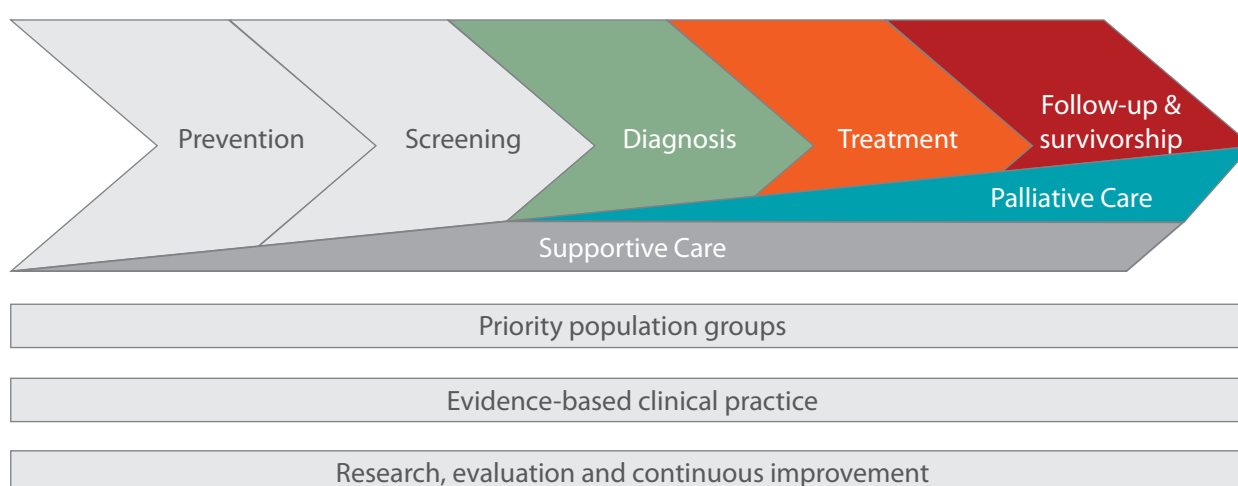 Prevention
Screening
Diagnosis
Treatment
Follow-up &
survivorship
Palliative Care
Supportive Care
Priority population groups
Evidence-based clinical practice
Research, evaluation and continuous improvement